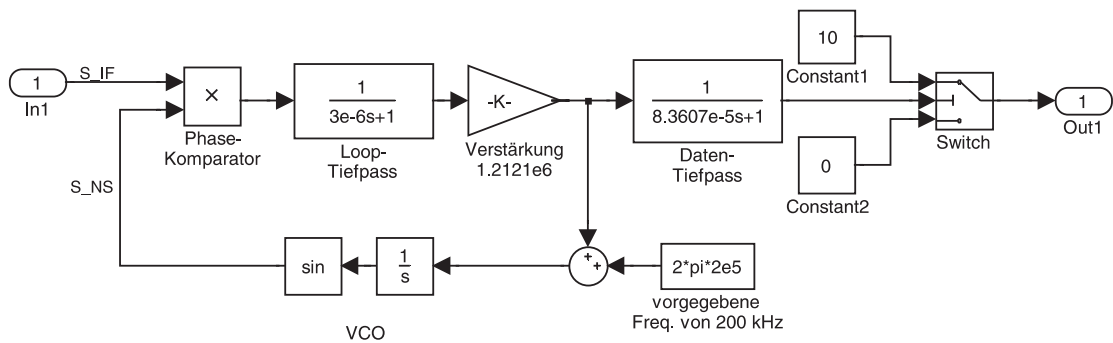 1
In1
S_IF
S_NS
×
Phase-
Komparator
1
3e-6s+1
Loop-
Tiefpass
-K-
Verstärkung
1.2121e6
1
8.3607e-5s+1
Daten-
Tiefpass
10
Constant1
0
Constant2
Switch
1
Out1
sin
1
s
VCO
+
+
2*pi*2e5
vorgegebene
Freq. von 200 kHz